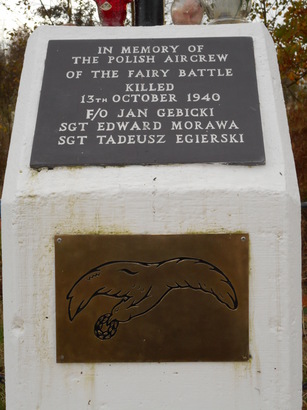 IN MEMORY OF
THE POLISH AIRCREW
OF THE FAIRY BATTLE
KILLED
13TH OCTOBER 1940
F/O JAN GEBICKI
SGT EDWARD MORAWA
SGT TADEUSZ EGIERSKI